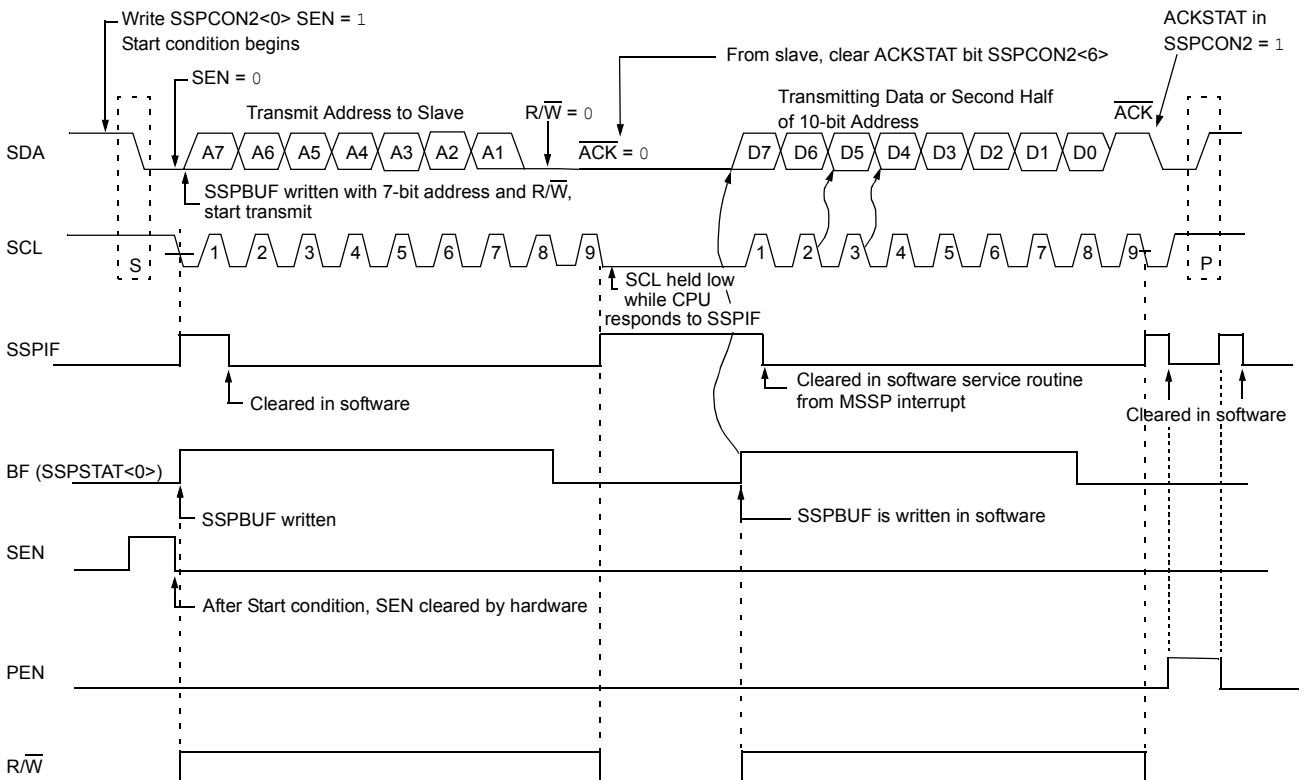 Write SSPCON2<0> SEN = 1
Start condition begins
ACKSTAT in
SSPCON2 = 1
From slave, clear ACKSTAT bit SSPCON2<6>
SEN = 0
Transmit Address to Slave
R/W̅ = 0
Transmitting Data or Second Half
of 10-bit Address
A̅C̅K̅
SDA
A7 A6 A5 A4 A3 A2 A1
A̅C̅K̅ = 0
D7 D6 D5 D4 D3 D2 D1 D0
SSPBUF written with 7-bit address and R/W̅,
start transmit
SCL
S
1 2 3 4 5 6 7 8 9
1 2 3 4 5 6 7 8 9
P
SCL held low
while CPU
responds to SSPIF
SSPIF
Cleared in software
Cleared in software service routine
from MSSP interrupt
Cleared in software
BF (SSPSTAT<0>)
SSPBUF written
SSPBUF is written in software
SEN
After Start condition, SEN cleared by hardware
PEN
R/W̅